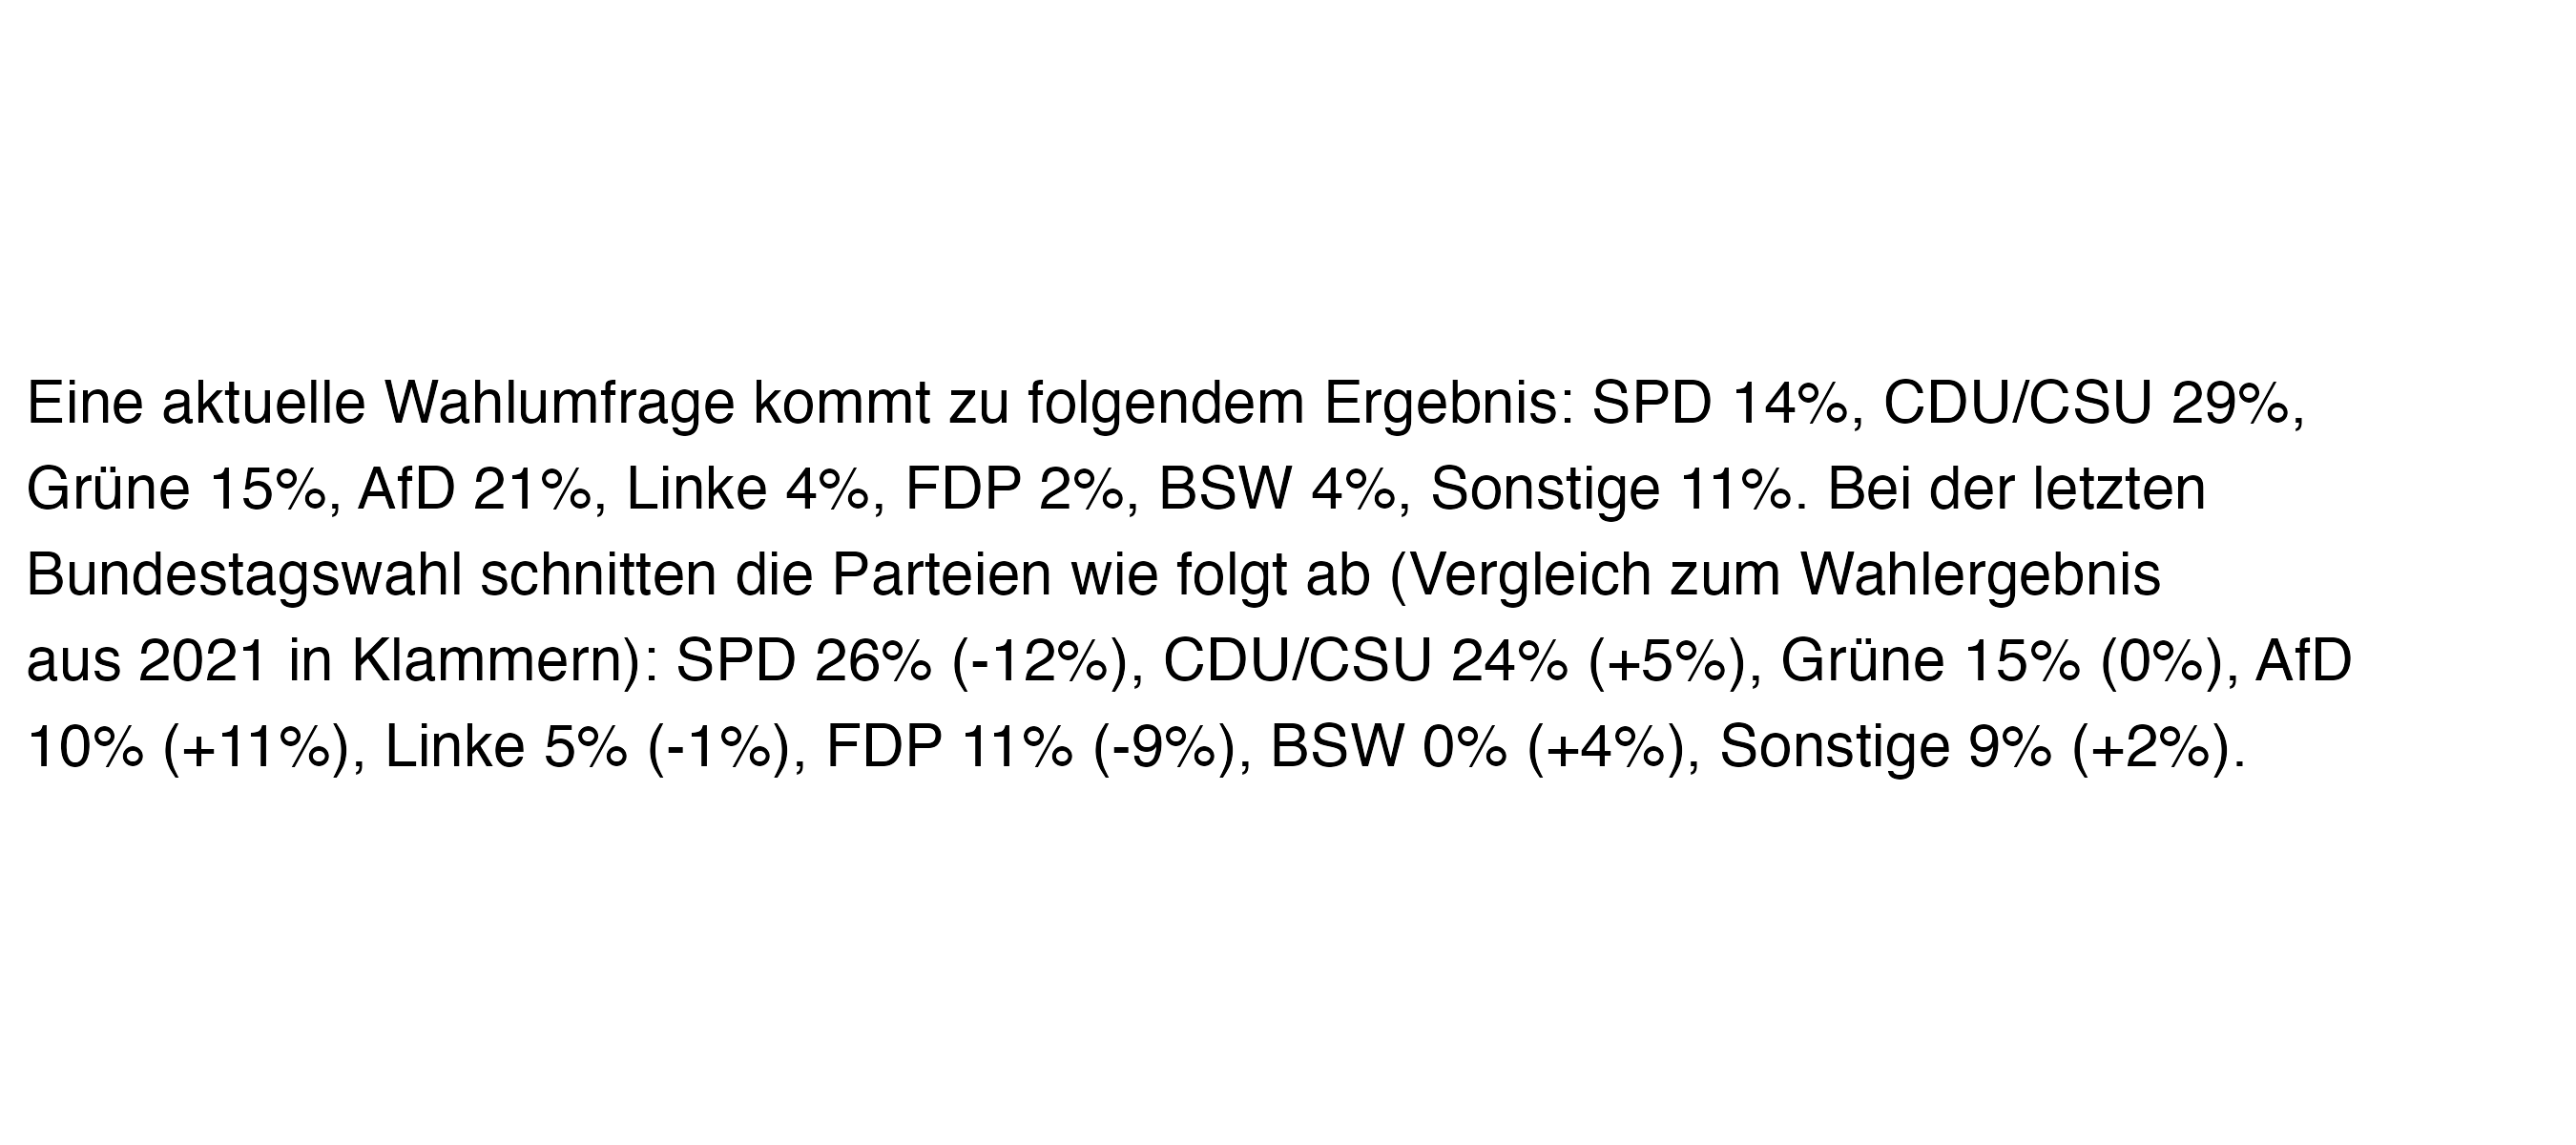 Eine aktuelle Wahlumfrage kommt zu folgendem Ergebnis: SPD 14%, CDU/CSU 29%,
Grüne 15%, AfD 21%, Linke 4%, FDP 2%, BSW 4%, Sonstige 11%. Bei der letzten
Bundestagswahl schnitten die Parteien wie folgt ab (Vergleich zum Wahlergebnis
aus 2021 in Klammern): SPD 26% (-12%), CDU/CSU 24% (+5%), Grüne 15% (0%), AfD
10% (+11%), Linke 5% (-1%), FDP 11% (-9%), BSW 0% (+4%), Sonstige 9% (+2%).